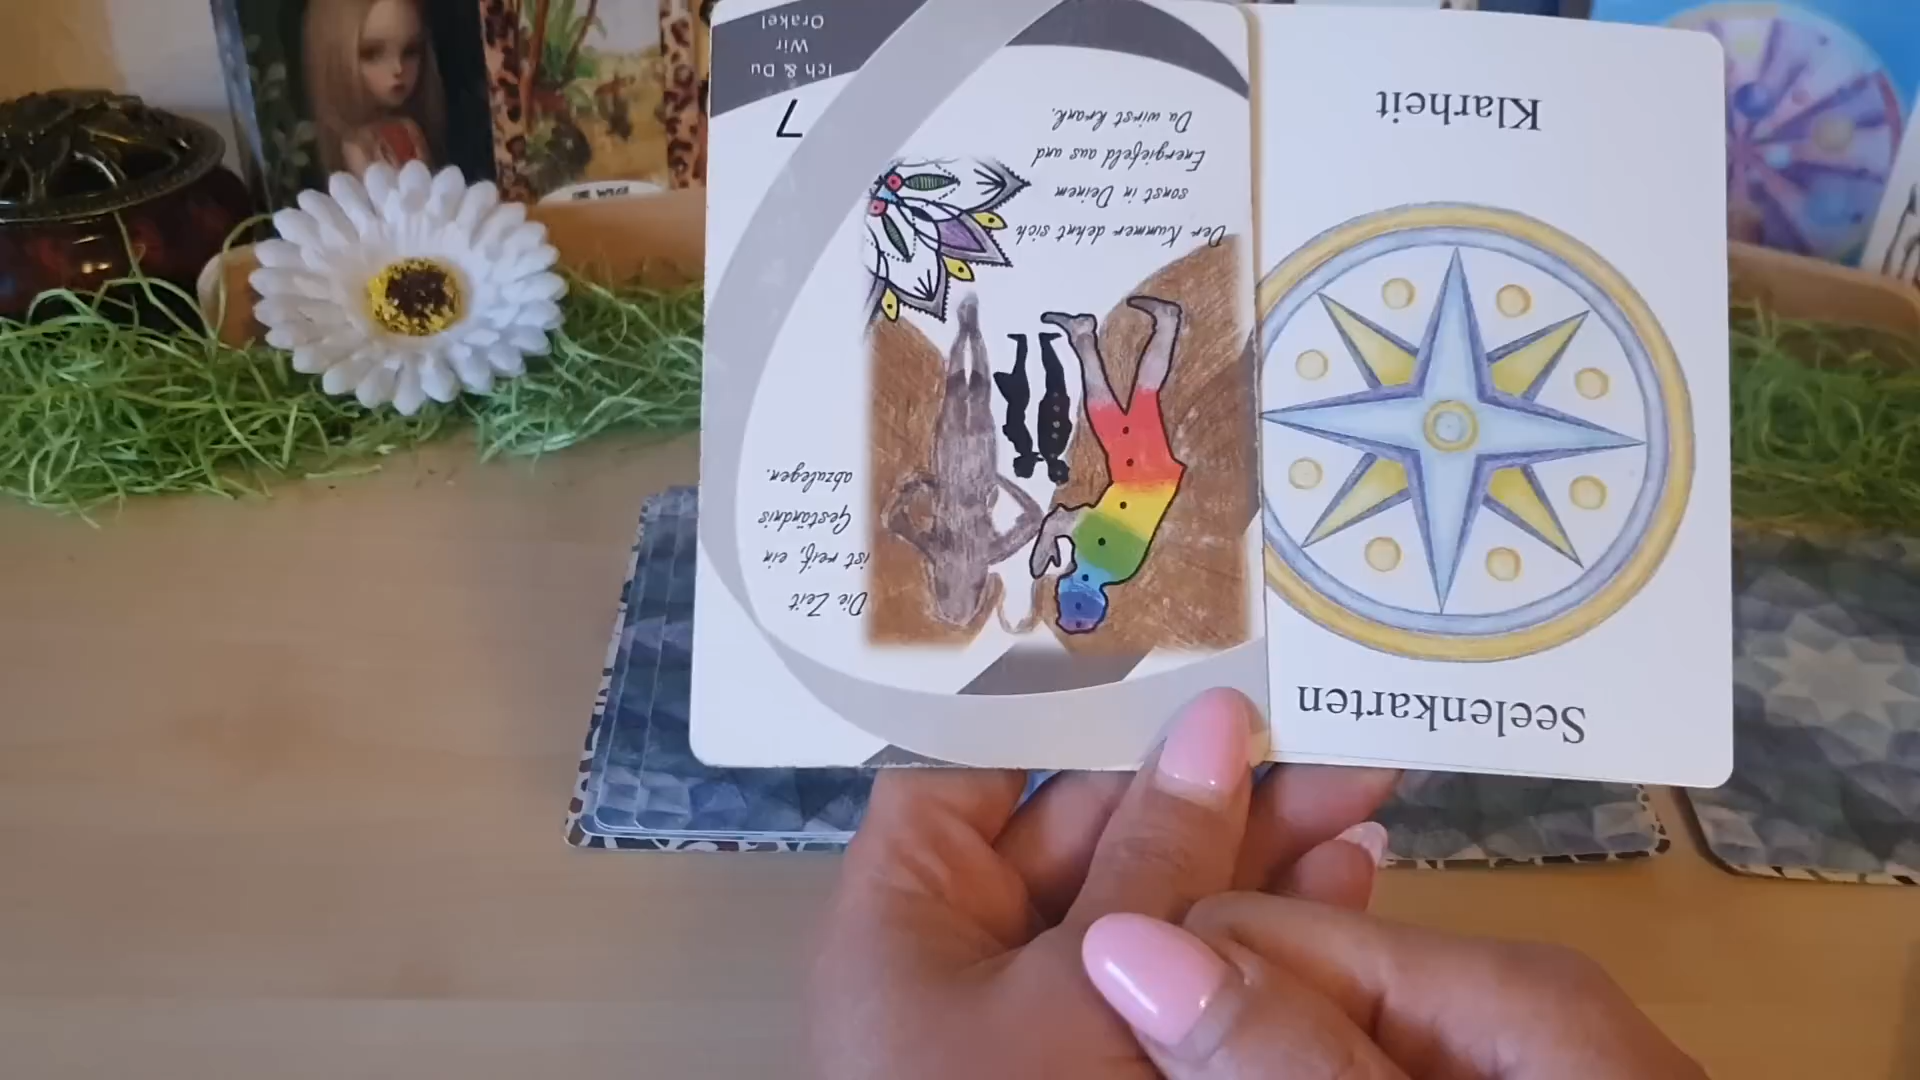 Ich & Du
Wir
Orakel
7
Die Zeit
ist reif, ein
Geständnis
abzulegen.
Der Kummer dehnt sich
sonst in Deinem
Energiefeld aus und
Du wirst krank.
Seelenkarten
Klarheit